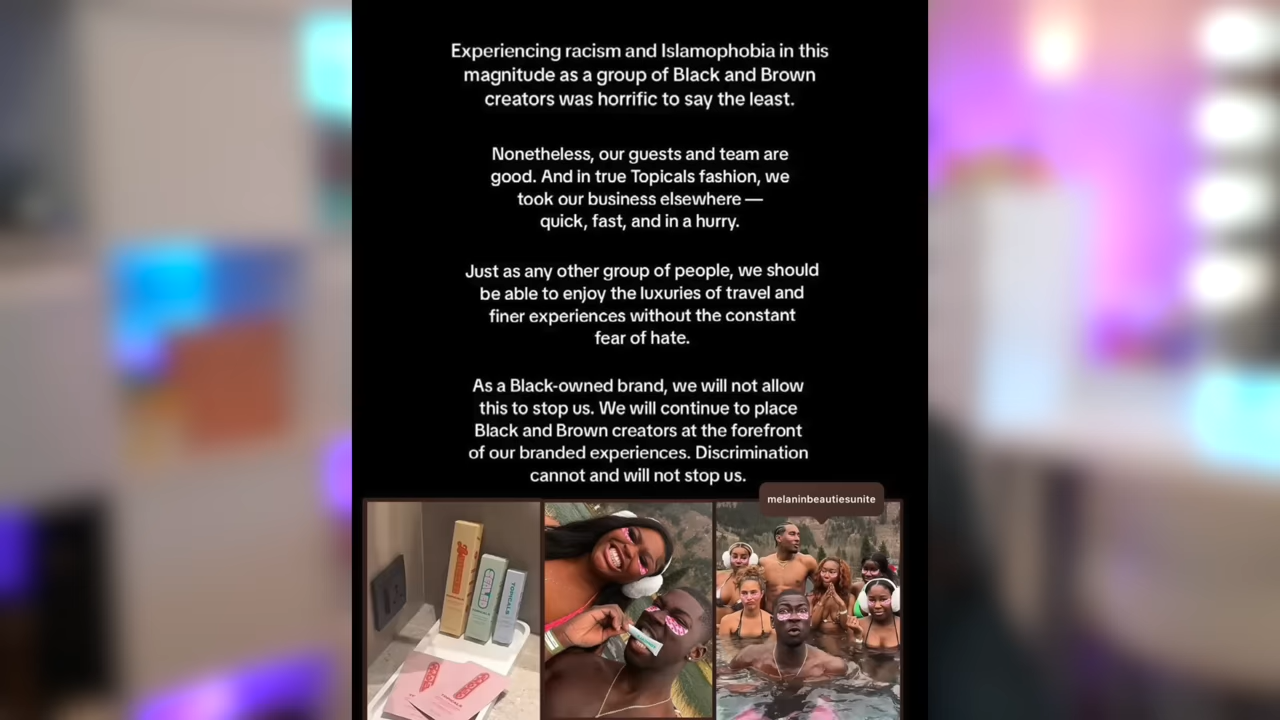 Experiencing racism and Islamophobia in this
magnitude as a group of Black and Brown
creators was horrific to say the least.
Nonetheless, our guests and team are
good. And in true Topicals fashion, we
took our business elsewhere —
quick, fast, and in a hurry.
Just as any other group of people, we should
be able to enjoy the luxuries of travel and
finer experiences without the constant
fear of hate.
As a Black-owned brand, we will not allow
this to stop us. We will continue to place
Black and Brown creators at the forefront
of our branded experiences. Discrimination
cannot and will not stop us.
melaninbeautiesunite
TOPICALS